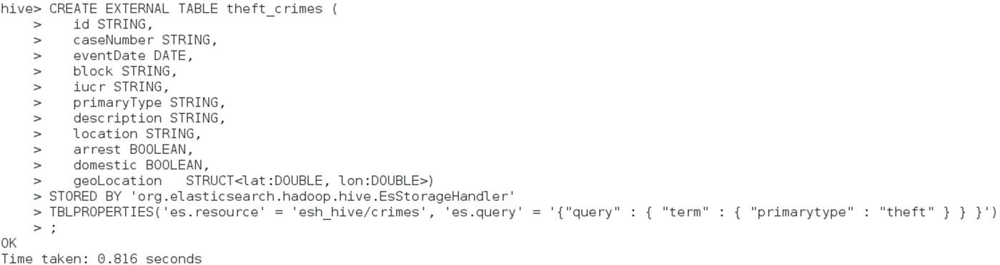 hive> CREATE EXTERNAL TABLE theft_crimes (
    >    id STRING,
    >    caseNumber STRING,
    >    eventDate DATE,
    >    block STRING,
    >    iucr STRING,
    >    primaryType STRING,
    >    description STRING,
    >    location STRING,
    >    arrest BOOLEAN,
    >    domestic BOOLEAN,
    >    geoLocation   STRUCT<lat:DOUBLE, lon:DOUBLE>)
    > STORED BY 'org.elasticsearch.hadoop.hive.EsStorageHandler'
    > TBLPROPERTIES('es.resource' = 'esh_hive/crimes', 'es.query' = '{"query" : { "term" : { "primarytype" : "theft" } } }')
    > ;
OK
Time taken: 0.816 seconds